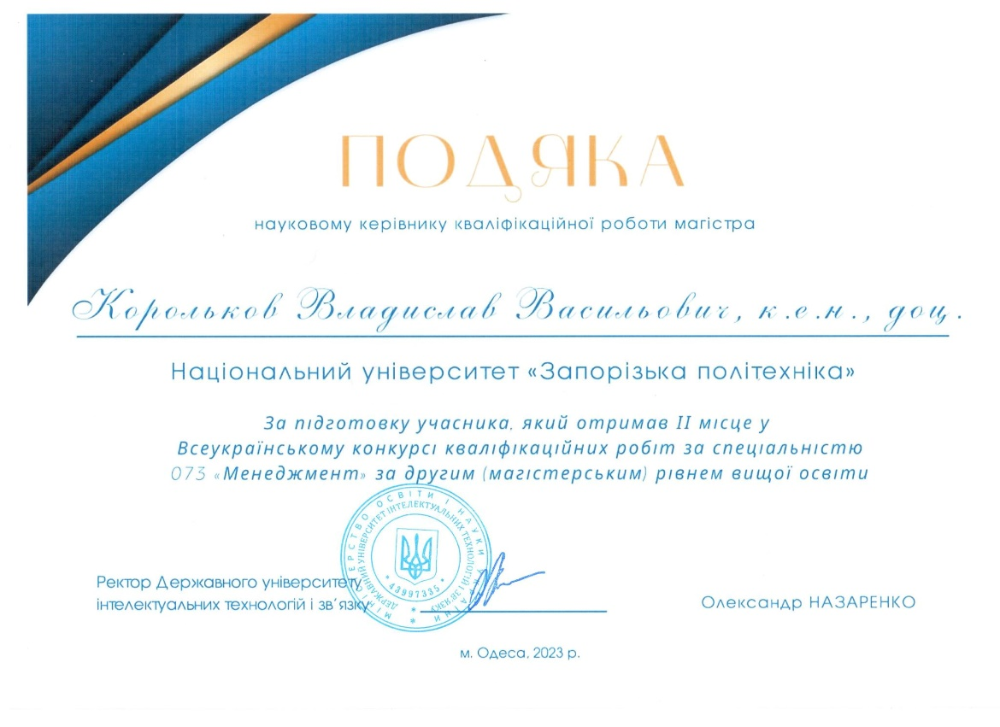 ПОДЯКА
науковому керівнику кваліфікаційної роботи магістра
Корольков Владислав Васильович, к.е.н., доц.
Національний університет «Запорізька політехніка»
За підготовку учасника, який отримав ІІ місце у
Всеукраїнському конкурсі кваліфікаційних робіт за спеціальністю
073 «Менеджмент» за другим (магістерським) рівнем вищої освіти
МІНІСТЕРСТВО ОСВІТИ І НАУКИ УКРАЇНИ
ДЕРЖАВНИЙ УНІВЕРСИТЕТ ІНТЕЛЕКТУАЛЬНИХ ТЕХНОЛОГІЙ І ЗВ'ЯЗКУ
* 43997335 *
Ректор Державного університету
інтелектуальних технологій і зв'язку
Олександр НАЗАРЕНКО
м. Одеса, 2023 р.